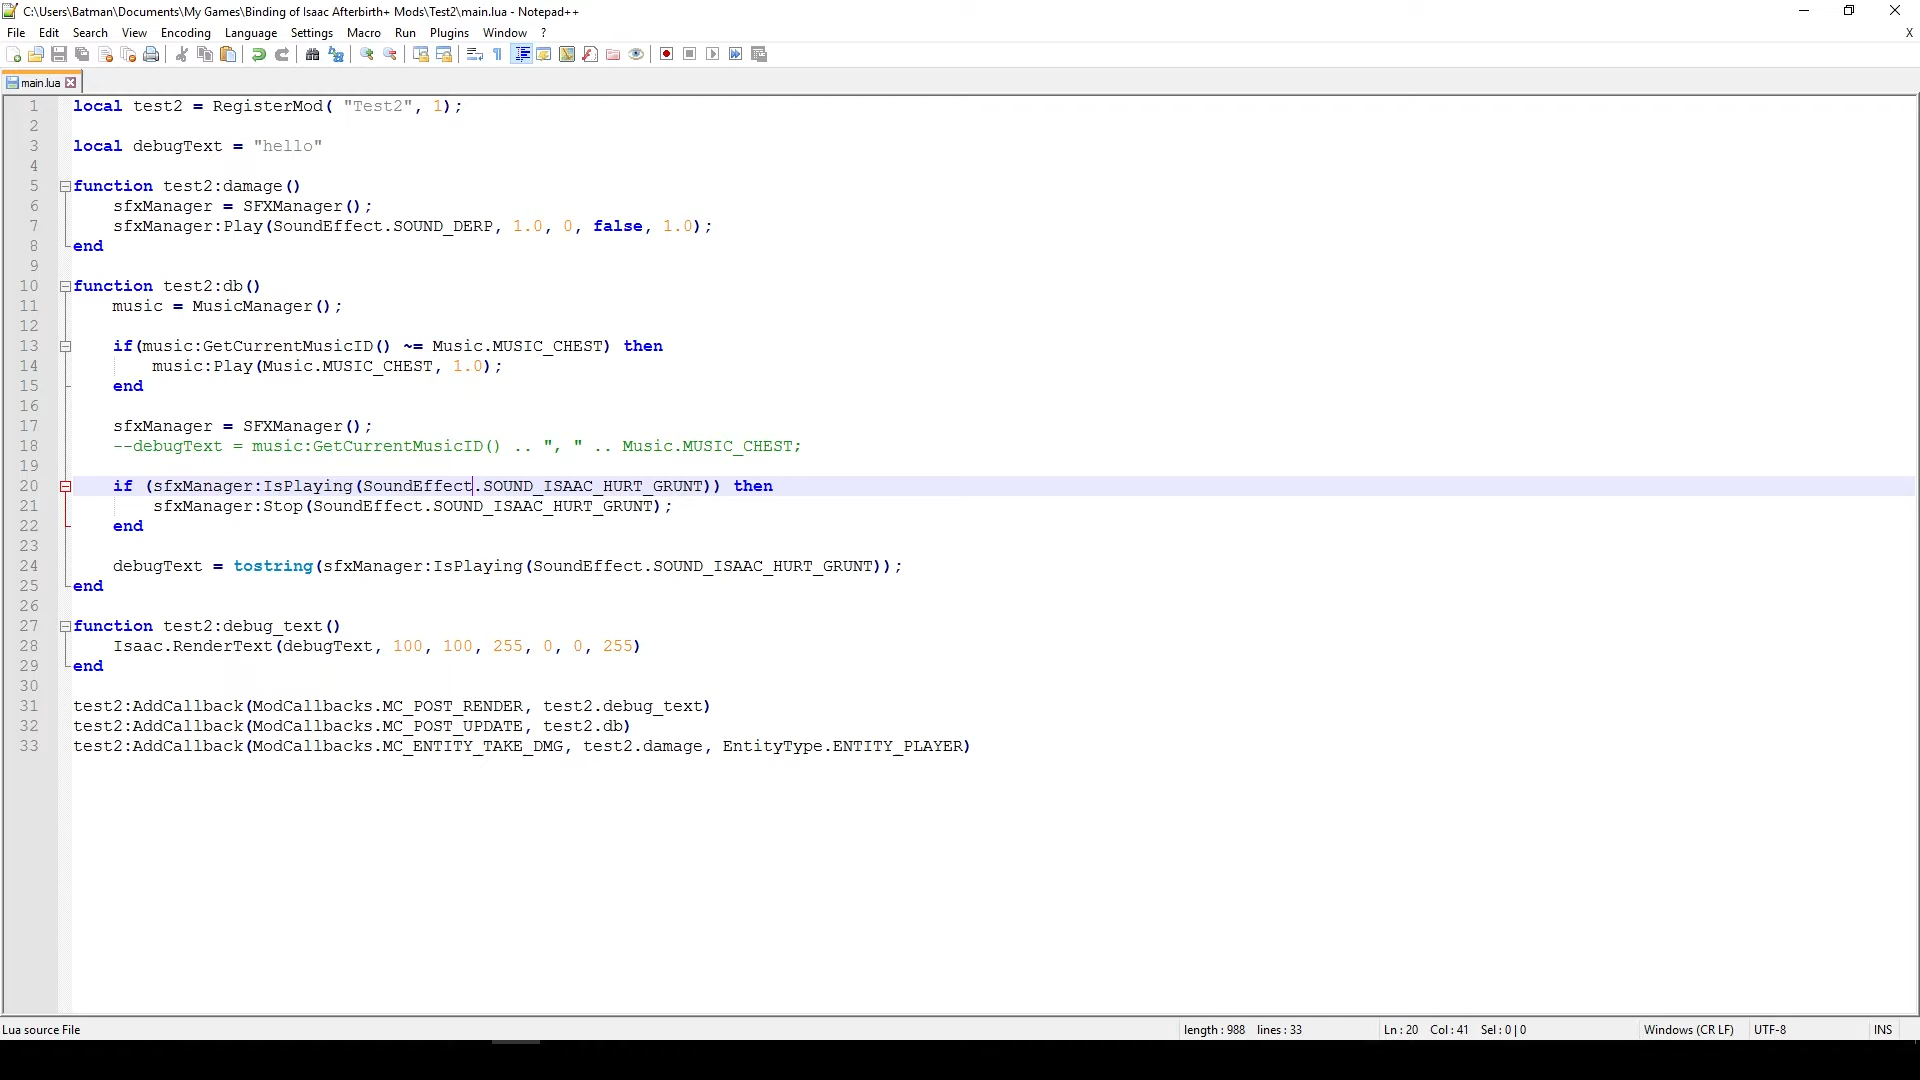 C:\Users\Batman\Documents\My Games\Binding of Isaac Afterbirth+ Mods\Test2\main.lua - Notepad++
File Edit Search View Encoding Language Settings Macro Run Plugins Window ? X
main.lua
1 local test2 = RegisterMod( "Test2", 1);
2
3 local debugText = "hello"
4
5 function test2:damage()
6 sfxManager = SFXManager();
7 sfxManager:Play(SoundEffect.SOUND_DERP, 1.0, 0, false, 1.0);
8 end
9
10 function test2:db()
11 music = MusicManager();
12
13 if(music:GetCurrentMusicID() ~= Music.MUSIC_CHEST) then
14 music:Play(Music.MUSIC_CHEST, 1.0);
15 end
16
17 sfxManager = SFXManager();
18 --debugText = music:GetCurrentMusicID() .. ", " .. Music.MUSIC_CHEST;
19
20 if (sfxManager:IsPlaying(SoundEffect.SOUND_ISAAC_HURT_GRUNT)) then
21 sfxManager:Stop(SoundEffect.SOUND_ISAAC_HURT_GRUNT);
22 end
23
24 debugText = tostring(sfxManager:IsPlaying(SoundEffect.SOUND_ISAAC_HURT_GRUNT));
25 end
26
27 function test2:debug_text()
28 Isaac.RenderText(debugText, 100, 100, 255, 0, 0, 255)
29 end
30
31 test2:AddCallback(ModCallbacks.MC_POST_RENDER, test2.debug_text)
32 test2:AddCallback(ModCallbacks.MC_POST_UPDATE, test2.db)
33 test2:AddCallback(ModCallbacks.MC_ENTITY_TAKE_DMG, test2.damage, EntityType.ENTITY_PLAYER)
Lua source File length : 988 lines : 33 Ln : 20 Col : 41 Sel : 0 | 0 Windows (CR LF) UTF-8 INS